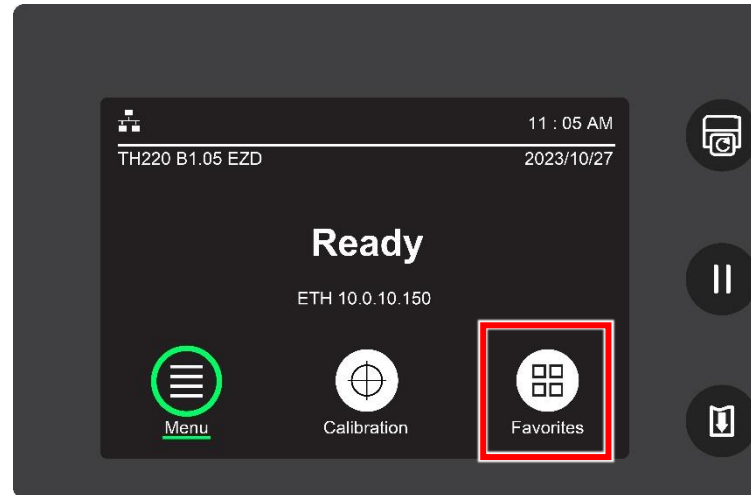 11 : 05 AM
TH220 B1.05 EZD
2023/10/27
Ready
ETH 10.0.10.150
Menu
Calibration
Favorites